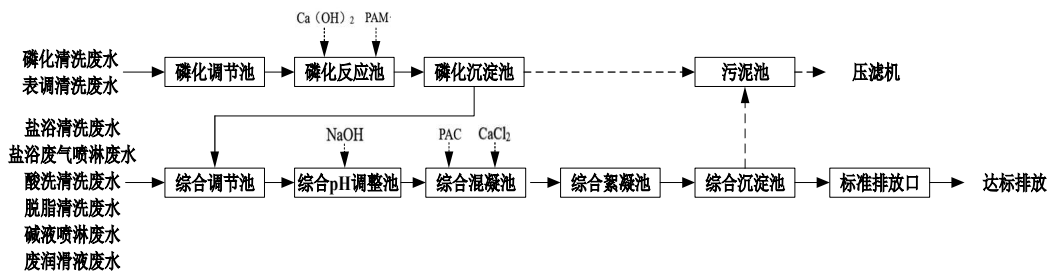 Ca（OH）2
PAM
磷化清洗废水
表调清洗废水
磷化调节池
磷化反应池
磷化沉淀池
污泥池
压滤机
盐浴清洗废水
盐浴废气喷淋废水
酸洗清洗废水
脱脂清洗废水
碱液喷淋废水
废润滑液废水
NaOH
PAC
CaCl2
综合调节池
综合pH调整池
综合混凝池
综合絮凝池
综合沉淀池
标准排放口
达标排放